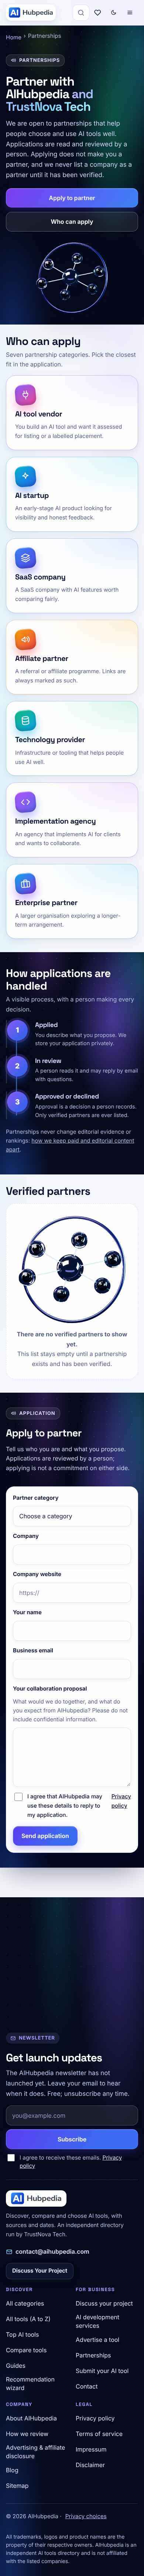 AI Hubpedia
Home › Partnerships
PARTNERSHIPS
Partner with
AIHubpedia and
TrustNova Tech
We are open to partnerships that help
people choose and use AI tools well.
Applications are read and reviewed by a
person. Applying does not make you a
partner, and we never list a company as a
partner until it has been verified.
Apply to partner
Who can apply
Who can apply
Seven partnership categories. Pick the closest
fit in the application.
AI tool vendor
You build an AI tool and want it assessed
for listing or a labelled placement.
AI startup
An early-stage AI product looking for
visibility and honest feedback.
SaaS company
A SaaS company with AI features worth
comparing fairly.
Affiliate partner
A referral or affiliate programme. Links are
always marked as such.
Technology provider
Infrastructure or tooling that helps people
use AI well.
Implementation agency
An agency that implements AI for clients
and wants to collaborate.
Enterprise partner
A larger organisation exploring a longer-
term arrangement.
How applications are
handled
A visible process, with a person making every
decision.
1
Applied
You describe what you propose. We
store your application privately.
2
In review
A person reads it and may reply by email
with questions.
3
Approved or declined
Approval is a decision a person records.
Only verified partners are ever listed.
Partnerships never change editorial evidence or
rankings: how we keep paid and editorial content
apart.
Verified partners
There are no verified partners to show
yet.
This list stays empty until a partnership
exists and has been verified.
APPLICATION
Apply to partner
Tell us who you are and what you propose.
Applications are reviewed by a person;
applying is not a commitment on either side.
Partner category
Choose a category
Company
Company website
https://
Your name
Business email
Your collaboration proposal
What would we do together, and what do
you expect from AIHubpedia? Please do not
include confidential information.
I agree that AIHubpedia may
use these details to reply to
my application.
Privacy
policy
Send application
NEWSLETTER
Get launch updates
The AIHubpedia newsletter has not
launched yet. Leave your email to hear
when it does. Free; unsubscribe any time.
you@example.com
Subscribe
I agree to receive these emails. Privacy
policy
AI Hubpedia
Discover, compare and choose AI tools, with
sources and dates. An independent directory
run by TrustNova Tech.
contact@aihubpedia.com
Discuss Your Project
DISCOVER
All categories
All tools (A to Z)
Top AI tools
Compare tools
Guides
Recommendation
wizard
FOR BUSINESS
Discuss your project
AI development
services
Advertise a tool
Partnerships
Submit your AI tool
Contact
COMPANY
About AIHubpedia
How we review
Advertising & affiliate
disclosure
Blog
Sitemap
LEGAL
Privacy policy
Terms of service
Impressum
Disclaimer
© 2026 AIHubpedia · Privacy choices
All trademarks, logos and product names are the
property of their respective owners. AIHubpedia is an
independent AI tools directory and is not affiliated
with the listed companies.